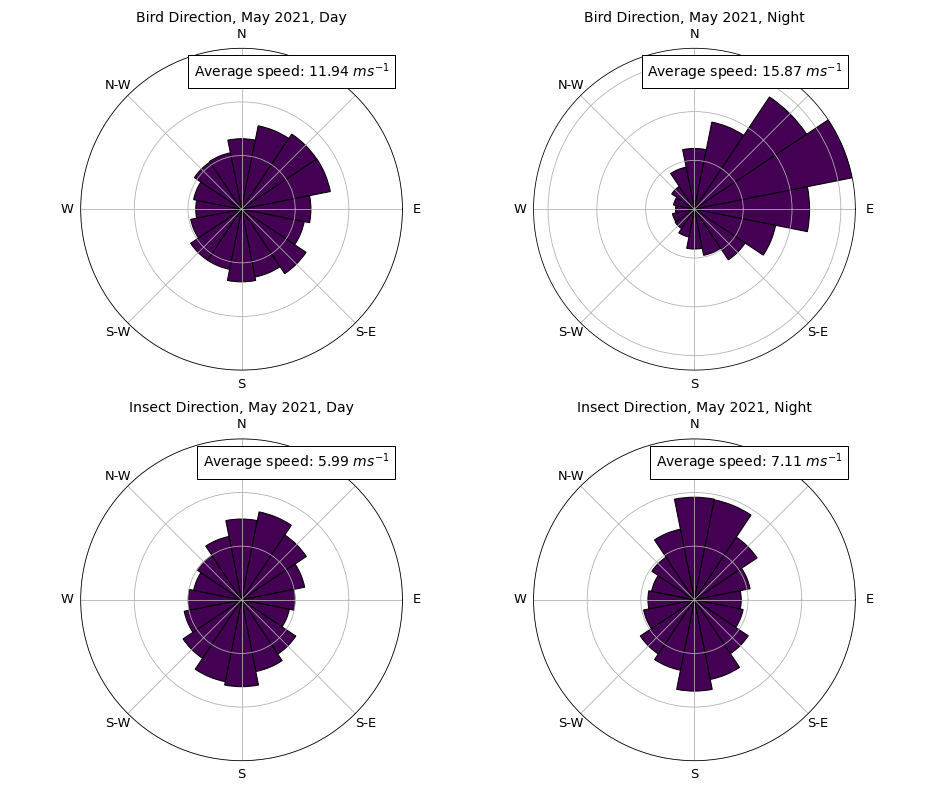 Bird Direction, May 2021, Day
N
Average speed: 11.94 ms⁻¹
N-W
W
E
S-W
S-E
S
Bird Direction, May 2021, Night
N
Average speed: 15.87 ms⁻¹
N-W
W
E
S-W
S-E
S
Insect Direction, May 2021, Day
N
Average speed: 5.99 ms⁻¹
N-W
W
E
S-W
S-E
S
Insect Direction, May 2021, Night
N
Average speed: 7.11 ms⁻¹
N-W
W
E
S-W
S-E
S